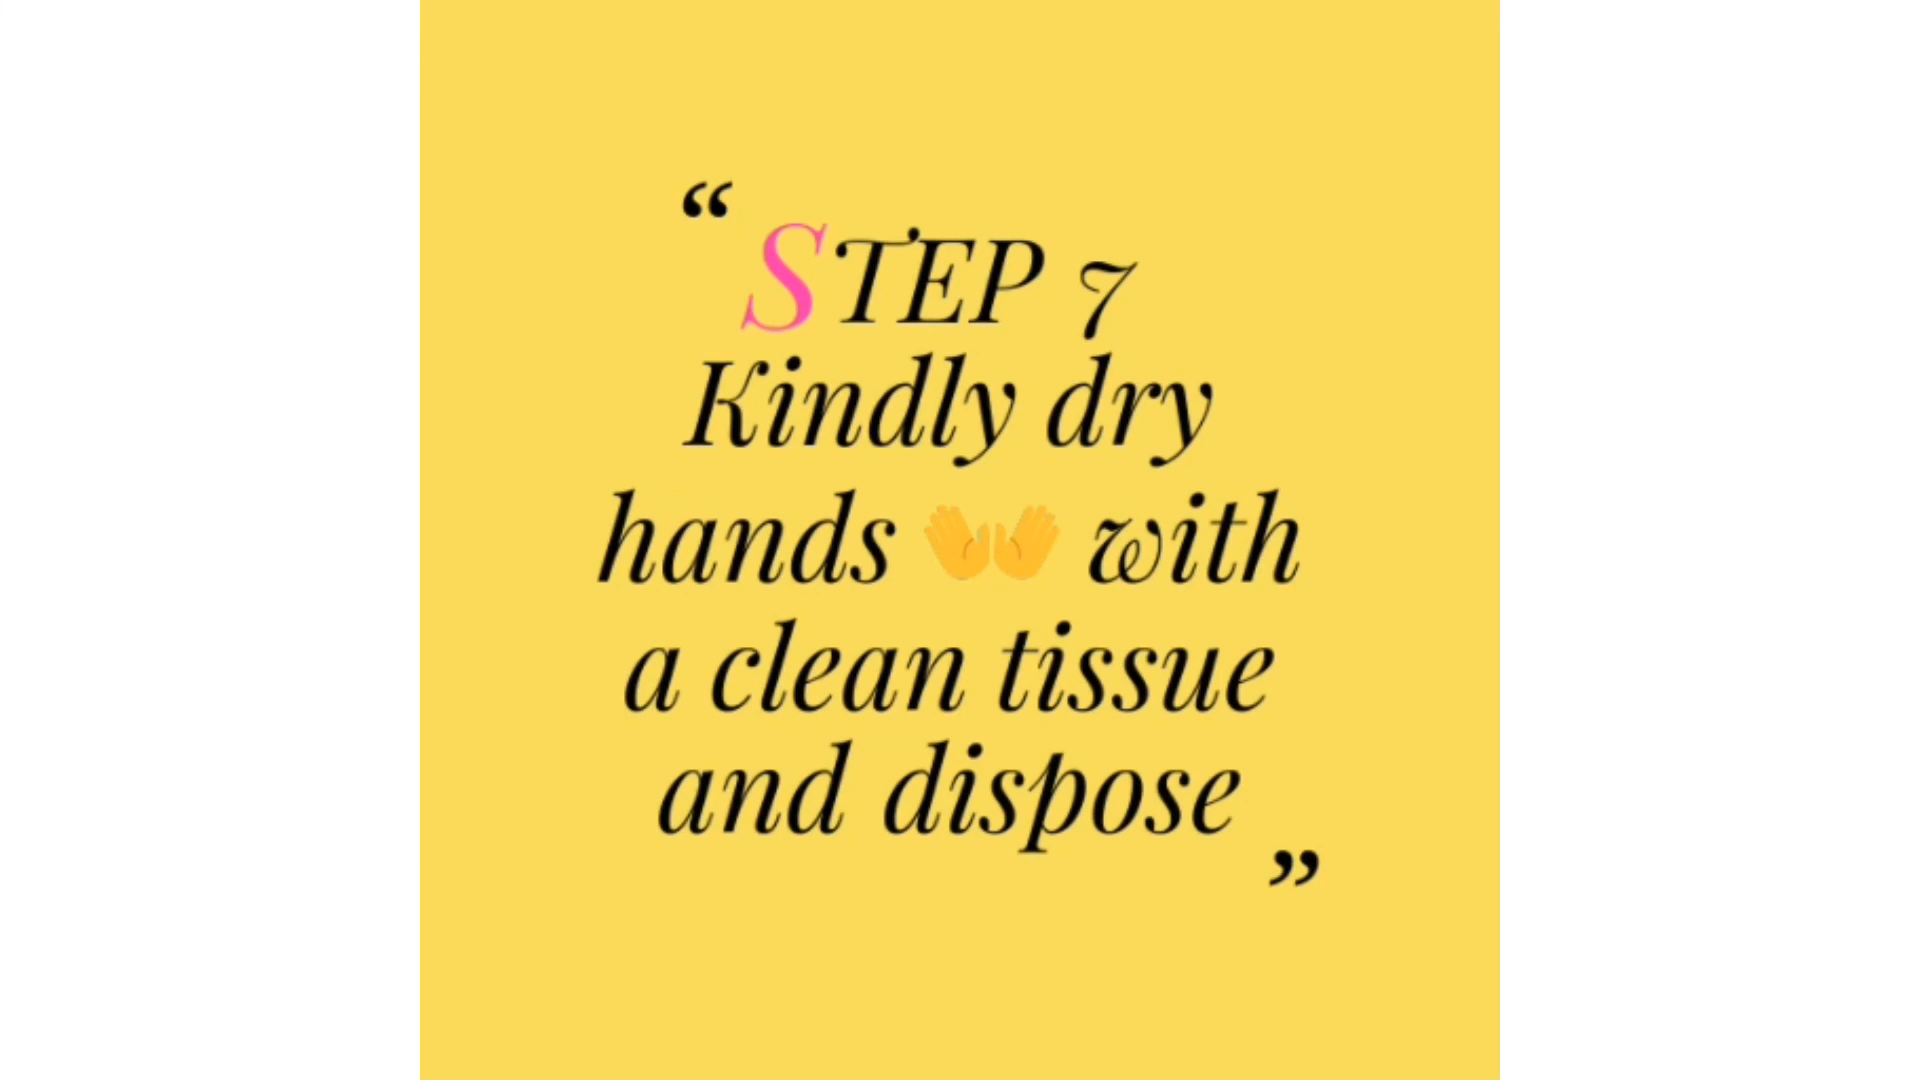 “STEP 7
Kindly dry
hands 👐 with
a clean tissue
and dispose”